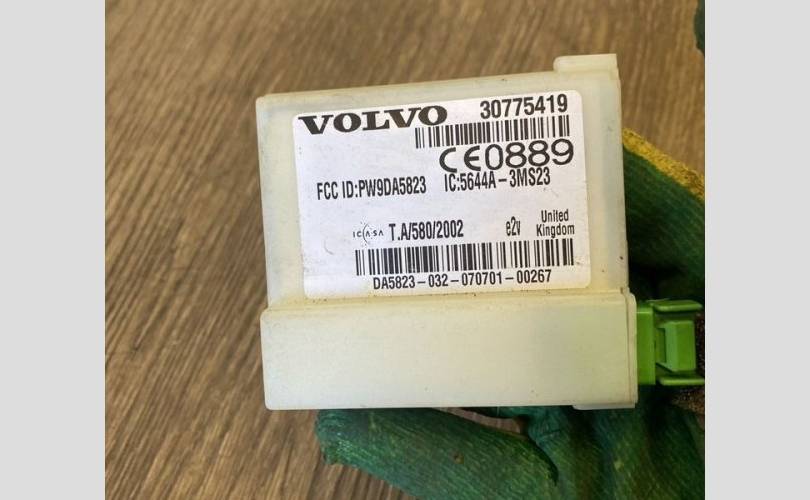 VOLVO 30775419
CE0889
FCC ID:PW9DA5823 IC:5644A-3MS23
ICASA T.A/580/2002 e2v United Kingdom
DA5823-032-070701-00267